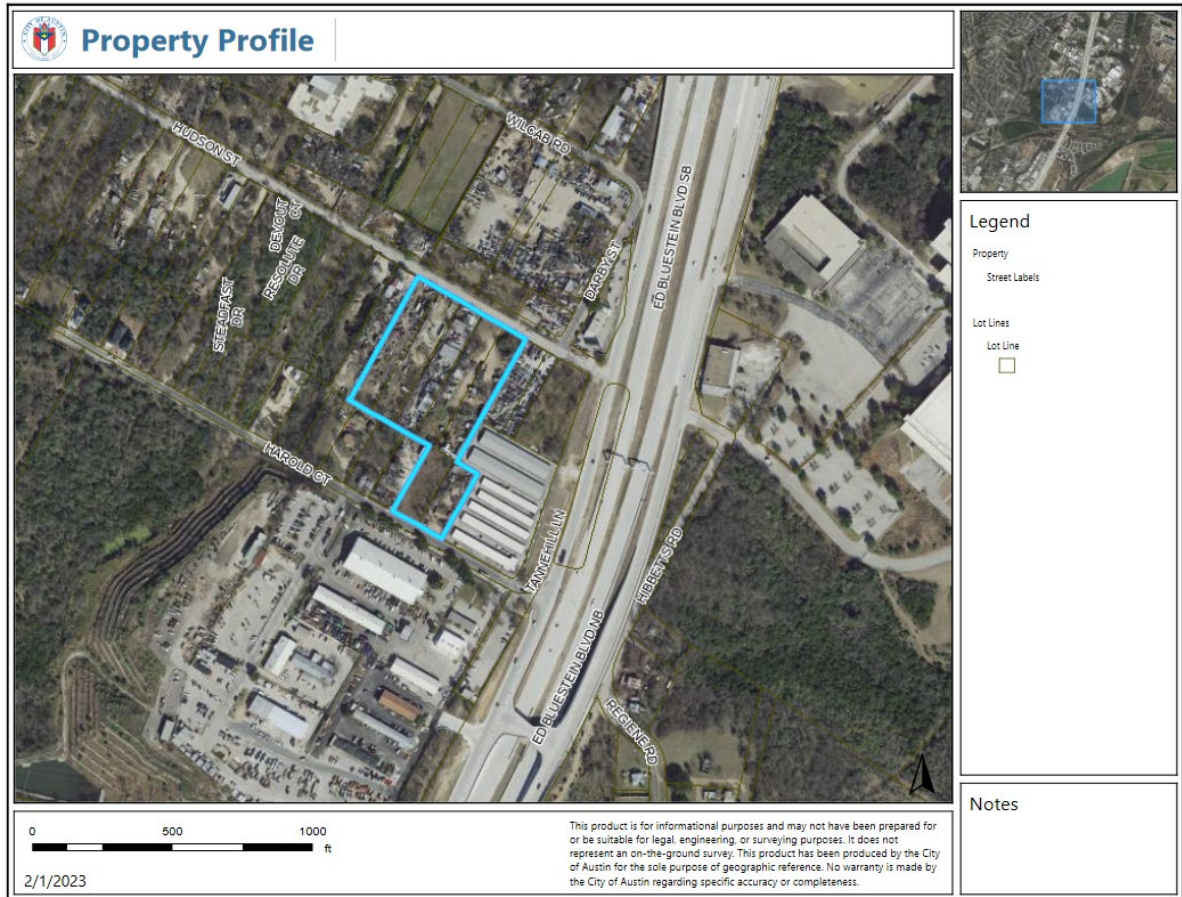 Property Profile
HUDSON ST
WILCAB RD
DEVOUT
CT
RESOLUTE
DR
STEADFAST
DR
DARBY ST
ED BLUESTEIN BLVD SB
HAROLD CT
TANNEHILL LN
HIBBETTS RD
ED BLUESTEIN BLVD NB
REGIENE RD
Legend
Property
Street Labels
Lot Lines
Lot Line
Notes
0 500 1000
ft
2/1/2023
This product is for informational purposes and may not have been prepared for
or be suitable for legal, engineering, or surveying purposes. It does not
represent an on-the-ground survey. This product has been produced by the City
of Austin for the sole purpose of geographic reference. No warranty is made by
the City of Austin regarding specific accuracy or completeness.